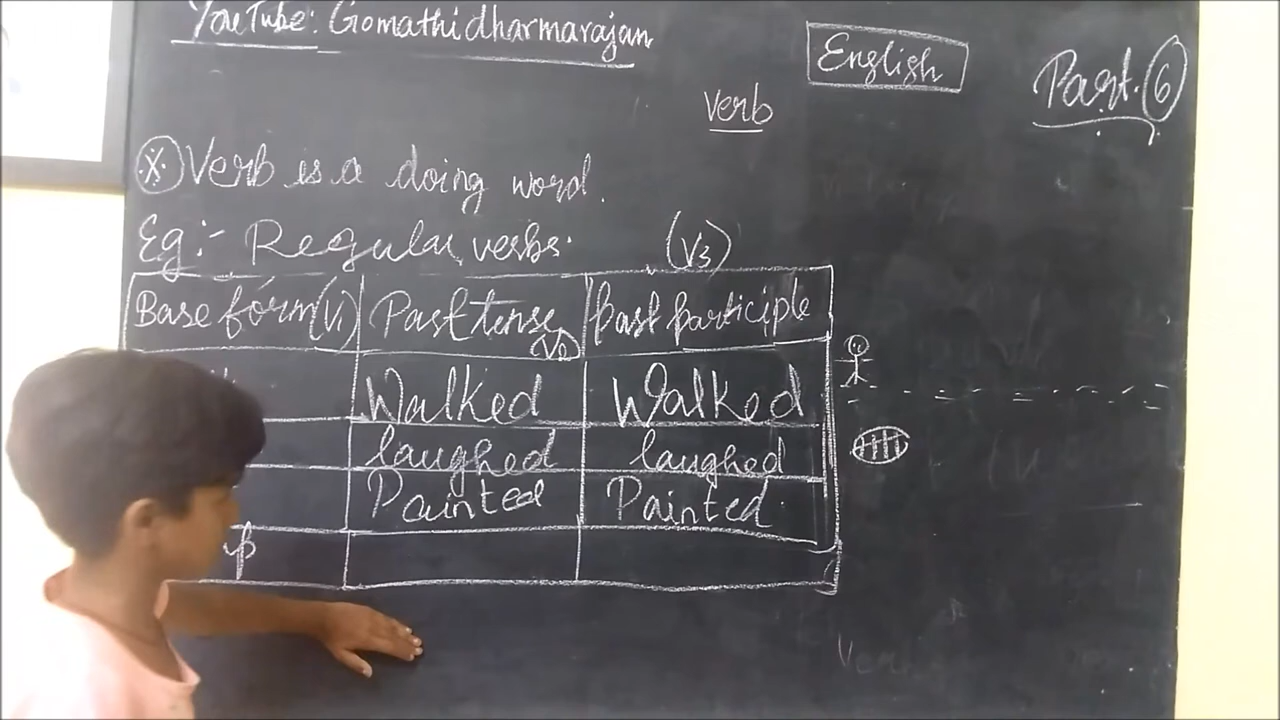 YouTube: Gomathidharmarajan
English
Part. 6
Verb
Verb is a doing word.
Eg:- Regular verbs.
(V3)
Base form (V1) Past tense Past participle
Walked Walked
laughed laughed
Painted Painted.